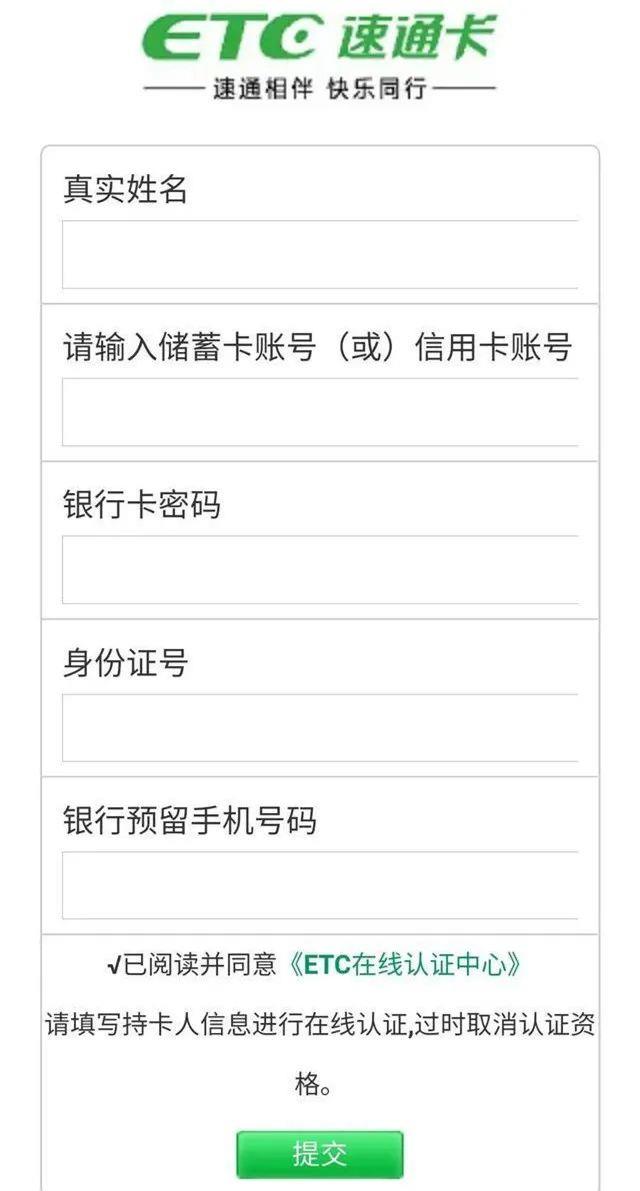 ETC 速通卡
速通相伴 快乐同行
真实姓名
请输入储蓄卡账号（或）信用卡账号
银行卡密码
身份证号
银行预留手机号码
√已阅读并同意《ETC在线认证中心》
请填写持卡人信息进行在线认证,过时取消认证资
格。
提交